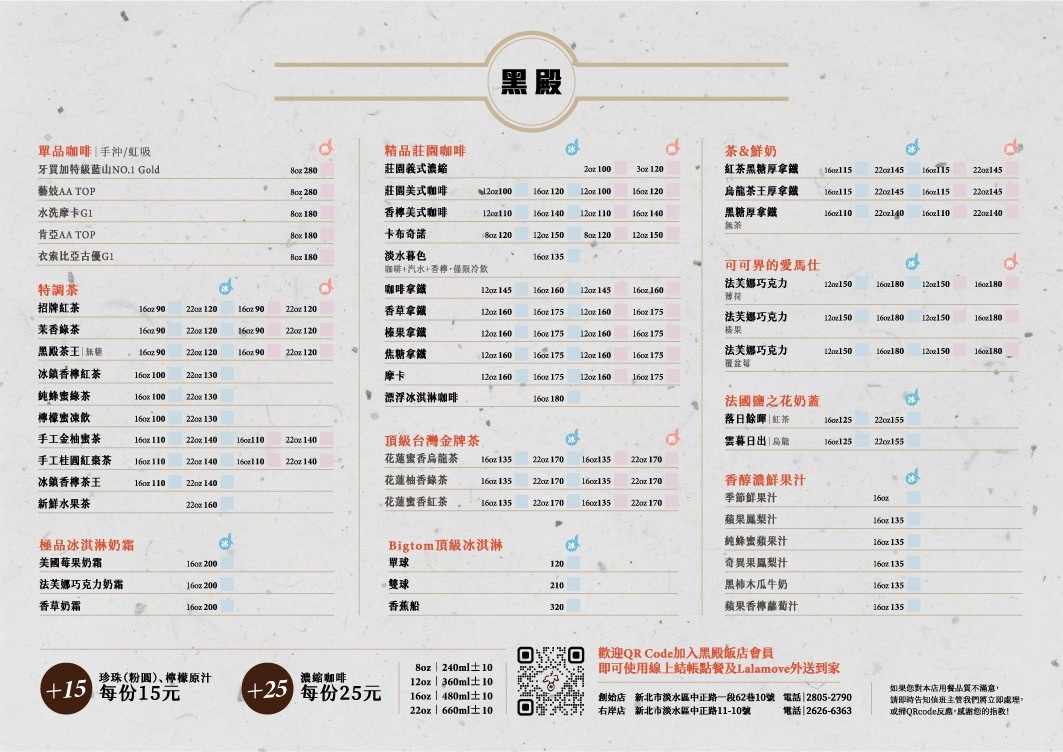 黑殿
單品咖啡|手沖/虹吸 熱
牙買加特級藍山NO.1 Gold 8oz 280
藝妓AA TOP 8oz 280
水洗摩卡G1 8oz 180
肯亞AA TOP 8oz 180
衣索比亞古優G1 8oz 180
特調茶 冰 熱
招牌紅茶 16oz 90 22oz 120 16oz 90 22oz 120
茉香綠茶 16oz 90 22oz 120 16oz 90 22oz 120
黑殿茶王|無糖 16oz 90 22oz 120 16oz 90 22oz 120
冰鎮香檸紅茶 16oz 100 22oz 130
純蜂蜜綠茶 16oz 100 22oz 130
檸檬蜜凍飲 16oz 100 22oz 130
手工金柚蜜茶 16oz 110 22oz 140 16oz110 22oz 140
手工桂圓紅棗茶 16oz 110 22oz 140 16oz110 22oz 140
冰鎮香檸茶王 16oz 110 22oz 140
新鮮水果茶 22oz 160
極品冰淇淋奶霜 冰
美國莓果奶霜 16oz 200
法芙娜巧克力奶霜 16oz 200
香草奶霜 16oz 200
精品莊園咖啡 冰 熱
莊園義式濃縮 2oz 100 3oz 120
莊園美式咖啡 12oz100 16oz 120 12oz 100 16oz 120
香檸美式咖啡 12oz110 16oz 140 12oz 110 16oz 140
卡布奇諾 8oz 120 12oz 150 8oz 120 12oz 150
淡水暮色 16oz 135
咖啡+汽水+香檸·僅限冷飲
咖啡拿鐵 12oz 145 16oz 160 12oz 145 16oz 160
香草拿鐵 12oz 160 16oz 175 12oz 160 16oz 175
榛果拿鐵 12oz 160 16oz 175 12oz 160 16oz 175
焦糖拿鐵 12oz 160 16oz 175 12oz 160 16oz 175
摩卡 12oz 160 16oz 175 12oz 160 16oz 175
漂浮冰淇淋咖啡 16oz 180
頂級台灣金牌茶 冰 熱
花蓮蜜香烏龍茶 16oz 135 22oz 170 16oz135 22oz 170
花蓮柚香綠茶 16oz 135 22oz 170 16oz135 22oz 170
花蓮蜜香紅茶 16oz 135 22oz 170 16oz135 22oz 170
Bigtom頂級冰淇淋 冰
單球 120
雙球 210
香蕉船 320
茶&鮮奶 冰 熱
紅茶黑糖厚拿鐵 16oz115 22oz145 16oz115 22oz145
烏龍茶王厚拿鐵 16oz115 22oz145 16oz115 22oz145
黑糖厚拿鐵 16oz110 22oz140 16oz110 22oz140
無茶
可可界的愛馬仕 冰 熱
法芙娜巧克力 12oz150 16oz180 12oz150 16oz180
薄荷
法芙娜巧克力 12oz150 16oz180 12oz150 16oz180
榛果
法芙娜巧克力 12oz150 16oz180 12oz150 16oz180
覆盆莓
法國鹽之花奶蓋 冰
落日餘暉|紅茶 16oz125 22oz155
雲暮日出|烏龍 16oz125 22oz155
香醇濃鮮果汁 冰
季節鮮果汁 16oz
蘋果鳳梨汁 16oz 135
純蜂蜜蘋果汁 16oz 135
奇異果鳳梨汁 16oz 135
黑柿木瓜牛奶 16oz 135
蘋果香檸蘿蔔汁 16oz 135
+15 珍珠(粉圓)、檸檬原汁
每份15元
+25 濃縮咖啡
每份25元
8oz | 240ml±10
12oz | 360ml±10
16oz | 480ml±10
22oz | 660ml±10
歡迎QR Code加入黑殿飯店會員
即可使用線上結帳點餐及Lalamove外送到家
創始店 新北市淡水區中正路一段62巷10號 電話|2805-2790
右岸店 新北市淡水區中正路11-10號 電話|2626-6363
如果您對本店用餐品質不滿意,
請即時告知值班主管我們將立即處理,
或掃QRcode反應,感謝您的指教!